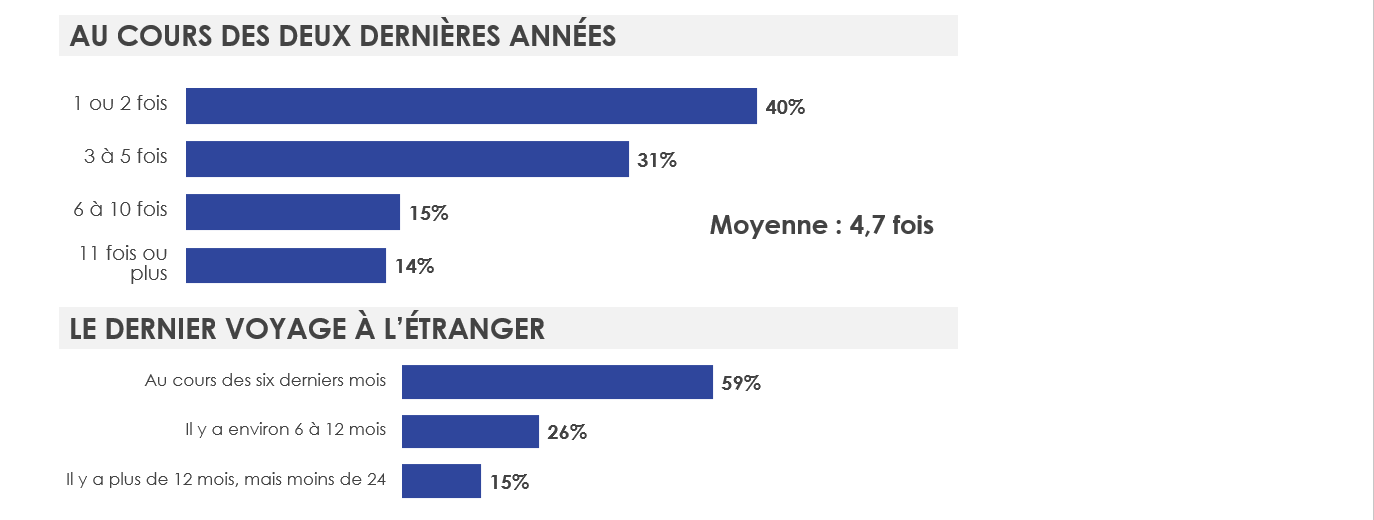 AU COURS DES DEUX DERNIÈRES ANNÉES
1 ou 2 fois
40%
3 à 5 fois
31%
6 à 10 fois
15%
Moyenne : 4,7 fois
11 fois ou
plus
14%
LE DERNIER VOYAGE À L’ÉTRANGER
Au cours des six derniers mois
59%
Il y a environ 6 à 12 mois
26%
Il y a plus de 12 mois, mais moins de 24
15%